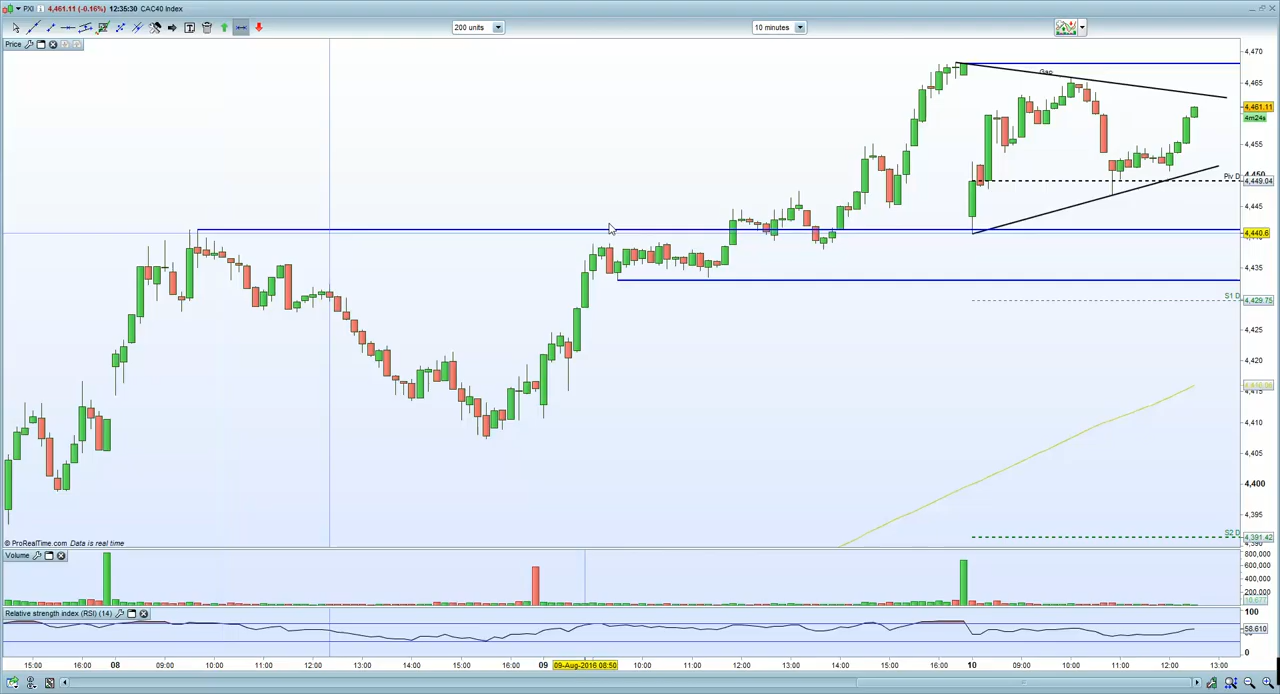 PXI 4,461.11 (-0.16%) 12:35:30 CAC40 Index
200 units
10 minutes
Price
4,470
Gap
4,465
4,461.11
4m24s
4,455
4,450
Piv D
4,449.04
4,445
4,440.6
4,435
S1 D
4,429.75
4,425
4,420
4,415
4,410
4,405
4,400
4,395
S2 D
4,391.42
4,390
© ProRealTime.com Data is real time
Volume
800,000
600,000
400,000
200,000
Relative strength index (RSI) (14)
100
58.610
0
15:00 16:00 08 09:00 10:00 11:00 12:00 13:00 14:00 15:00 16:00 09 09-Aug-2016 08:50 10:00 11:00 12:00 13:00 14:00 15:00 16:00 10 09:00 10:00 11:00 12:00 13:00